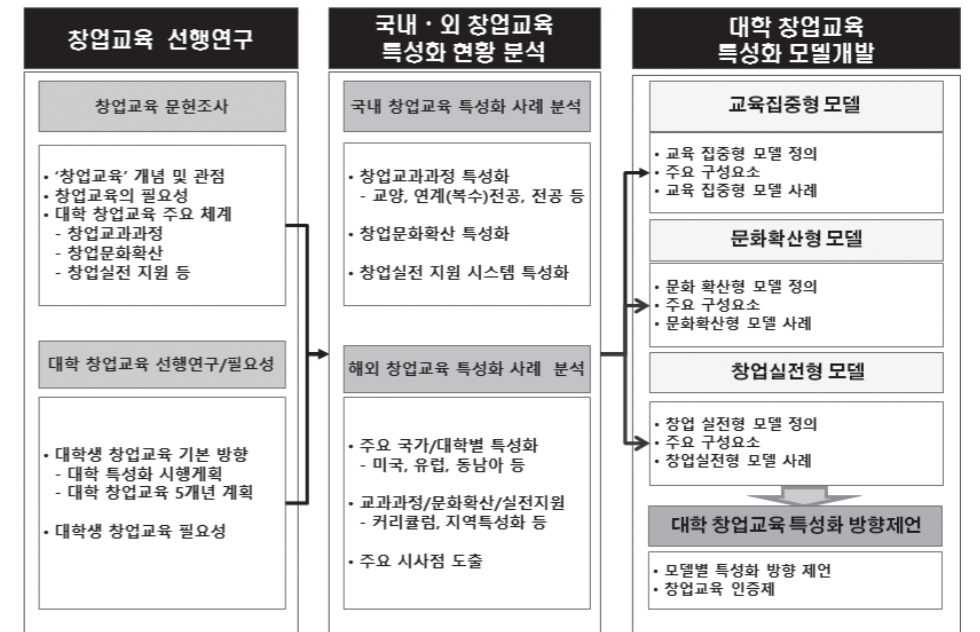 창업교육 선행연구
창업교육 문헌조사
• '창업교육' 개념 및 관점
• 창업교육의 필요성
• 대학 창업교육 주요 체계
- 창업교과과정
- 창업문화확산
- 창업실전 지원 등
대학 창업교육 선행연구/필요성
• 대학생 창업교육 기본 방향
- 대학 특성화 시행계획
- 대학 창업교육 5개년 계획
• 대학생 창업교육 필요성
국내・외 창업교육
특성화 현황 분석
국내 창업교육 특성화 사례 분석
• 창업교과과정 특성화
- 교양, 연계(복수)전공, 전공 등
• 창업문화확산 특성화
• 창업실전 지원 시스템 특성화
해외 창업교육 특성화 사례 분석
• 주요 국가/대학별 특성화
- 미국, 유럽, 동남아 등
• 교과과정/문화확산/실전지원
- 커리큘럼, 지역특성화 등
• 주요 시사점 도출
대학 창업교육
특성화 모델개발
교육집중형 모델
• 교육 집중형 모델 정의
• 주요 구성요소
• 교육 집중형 모델 사례
문화확산형 모델
• 문화 확산형 모델 정의
• 주요 구성요소
• 문화확산형 모델 사례
창업실전형 모델
• 창업 실전형 모델 정의
• 주요 구성요소
• 창업실전형 모델 사례
대학 창업교육 특성화 방향제언
• 모델별 특성화 방향 제언
• 창업교육 인증제